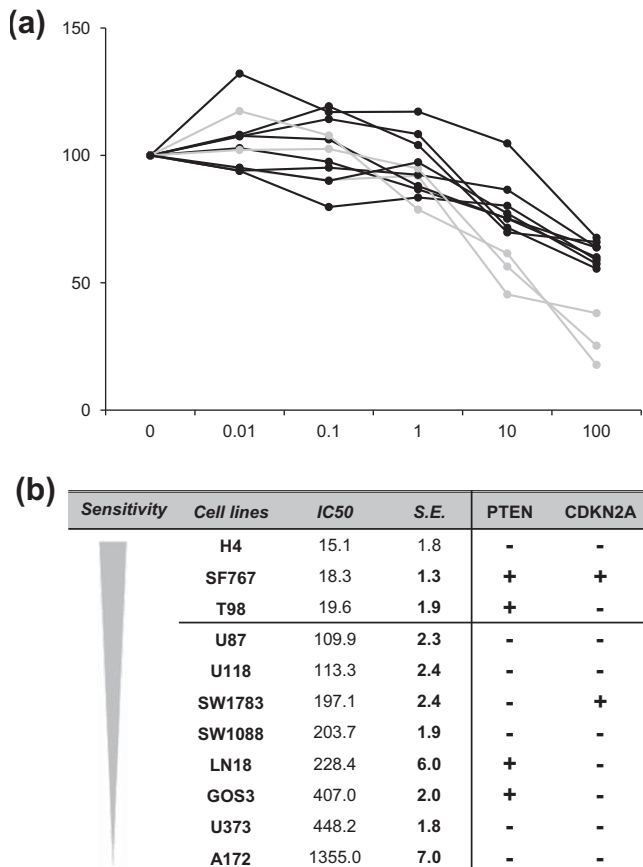 (a)
150
100
50
0
0 0.01 0.1 1 10 100
(b)
Sensitivity Cell lines IC50 S.E. PTEN CDKN2A
H4 15.1 1.8 - -
SF767 18.3 1.3 + +
T98 19.6 1.9 + -
U87 109.9 2.3 - -
U118 113.3 2.4 - -
SW1783 197.1 2.4 - +
SW1088 203.7 1.9 - -
LN18 228.4 6.0 + -
GOS3 407.0 2.0 + -
U373 448.2 1.8 - -
A172 1355.0 7.0 - -